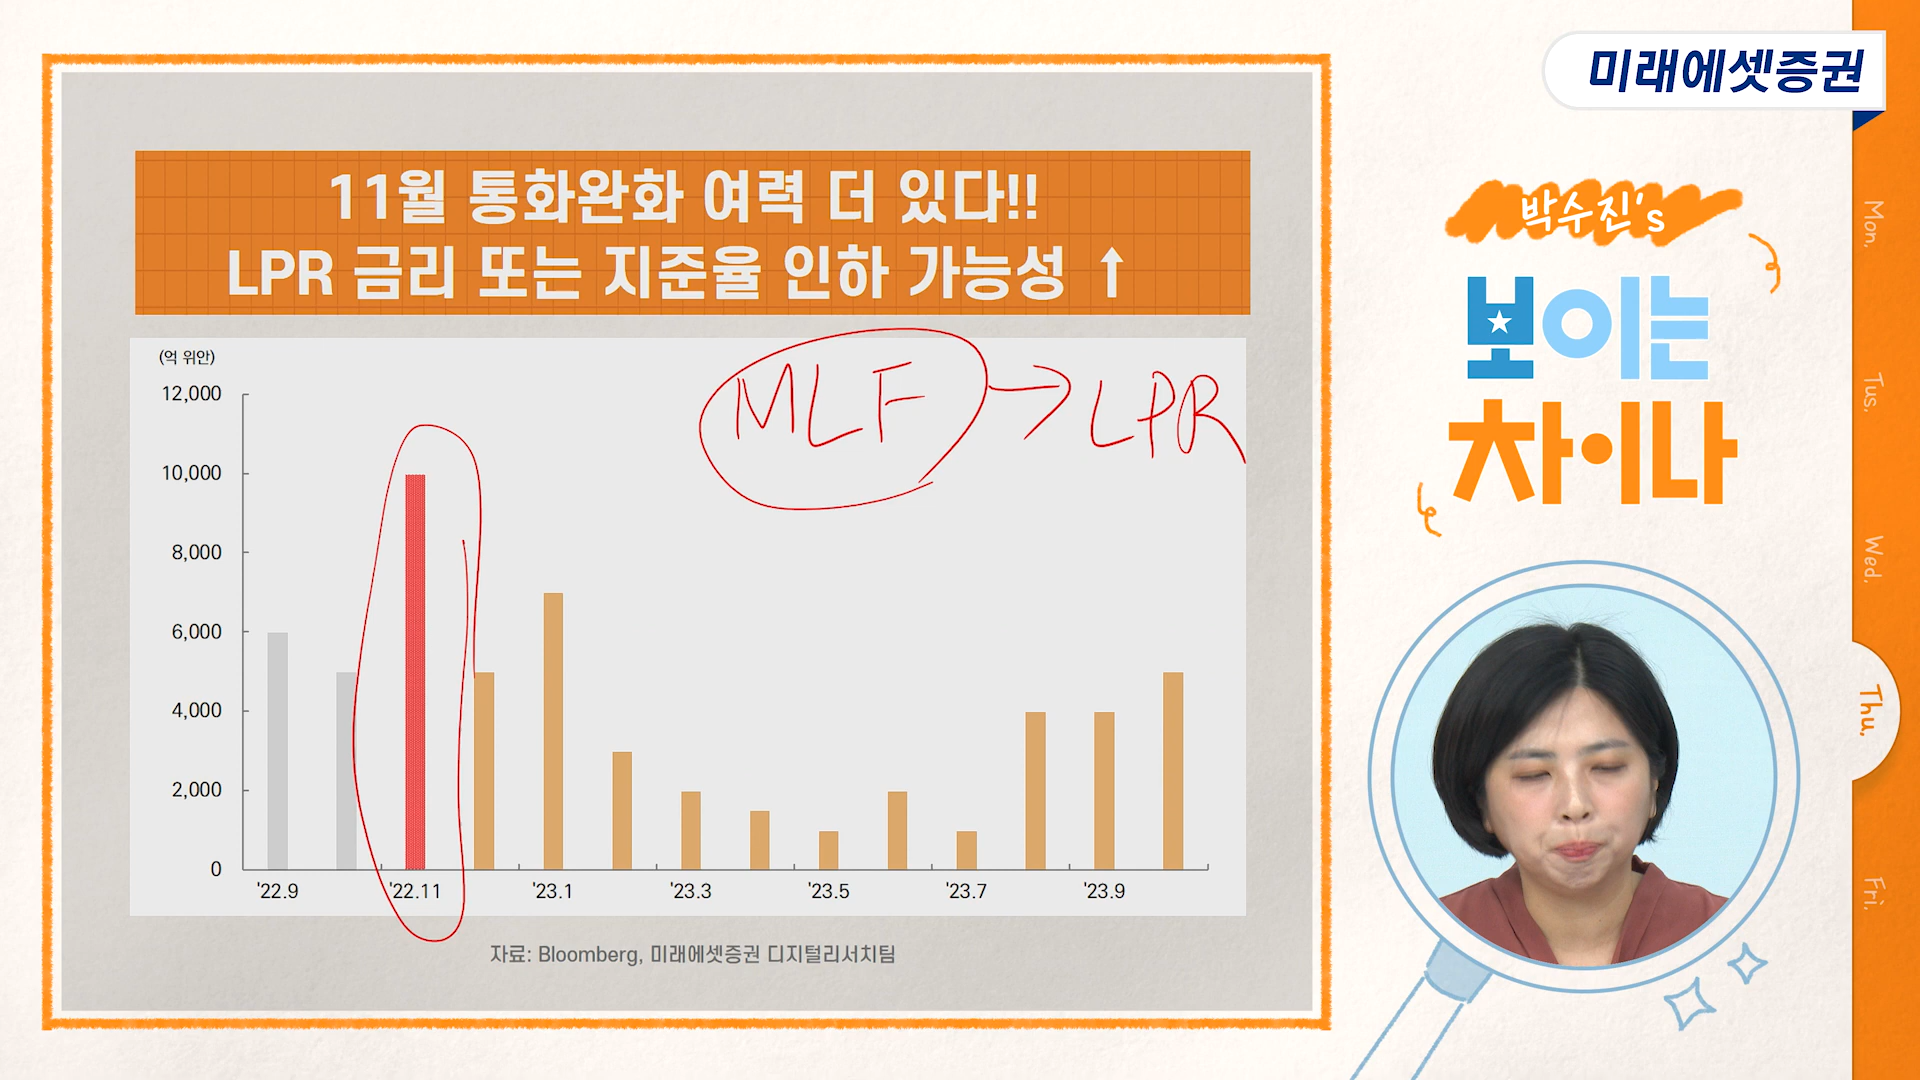 11월 통화완화 여력 더 있다!!
LPR 금리 또는 지준율 인하 가능성 ↑
(억 위안)
12,000
10,000
8,000
6,000
4,000
2,000
0
'22.9
'22.11
'23.1
'23.3
'23.5
'23.7
'23.9
MLF → LPR
자료: Bloomberg, 미래에셋증권 디지털리서치팀
미래에셋증권
박수진's
보이는
차이나
Mon.
Tus.
Wed.
Thu.
Fri.